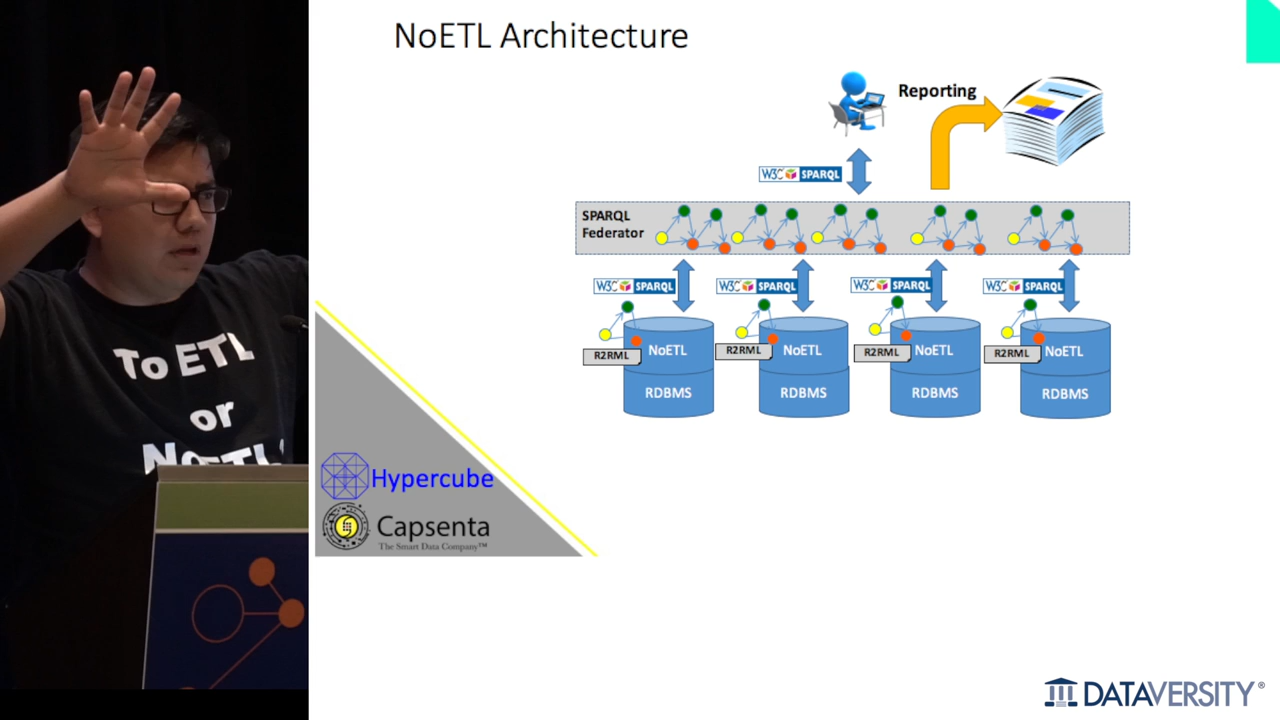 NoETL Architecture
Reporting
W3C SPARQL
SPARQL
Federator
W3C SPARQL
W3C SPARQL
W3C SPARQL
W3C SPARQL
R2RML
NoETL
RDBMS
R2RML
NoETL
RDBMS
R2RML
NoETL
RDBMS
R2RML
NoETL
RDBMS
To ETL
or
NoETL?
Hypercube
Capsenta
The Smart Data Company™
DATAVERSITY®